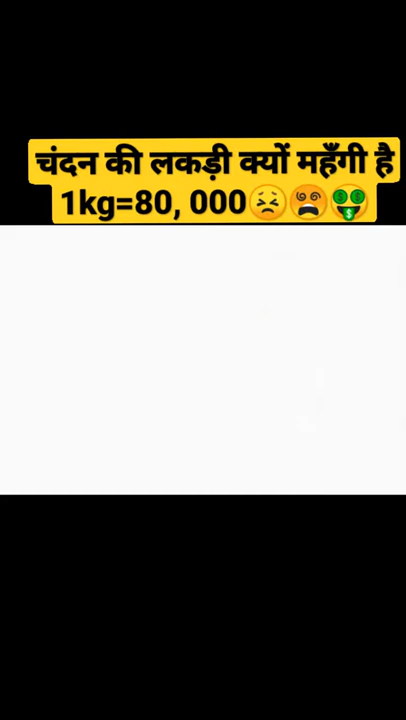 चंदन की लकड़ी क्यों महँगी है
1kg=80, 000😣😵🤑